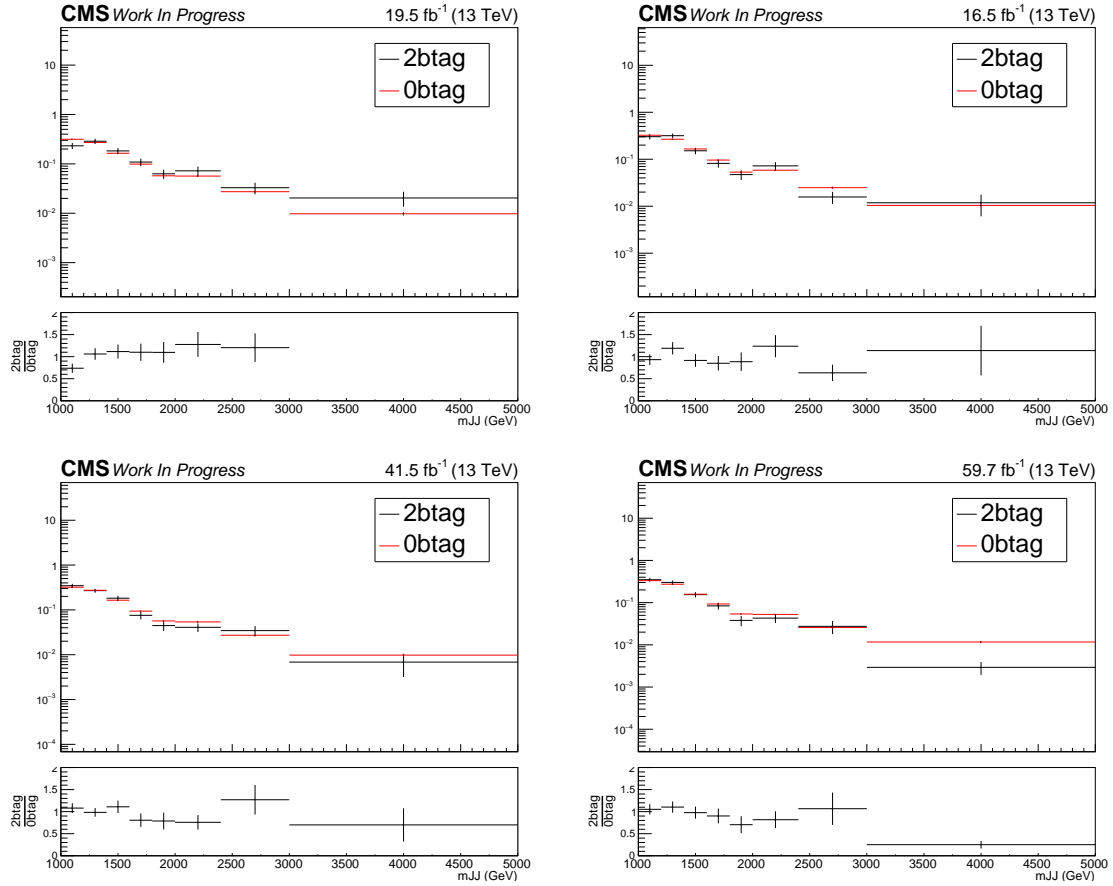 CMS Work In Progress 19.5 fb⁻¹ (13 TeV)
10
1
10⁻¹
10⁻²
10⁻³
2btag
0btag
2btag
0btag
2
1.5
1
0.5
0
1000 1500 2000 2500 3000 3500 4000 4500 5000
mJJ (GeV)
CMS Work In Progress 16.5 fb⁻¹ (13 TeV)
10
1
10⁻¹
10⁻²
10⁻³
2btag
0btag
2btag
0btag
2
1.5
1
0.5
0
1000 1500 2000 2500 3000 3500 4000 4500 5000
mJJ (GeV)
CMS Work In Progress 41.5 fb⁻¹ (13 TeV)
10
1
10⁻¹
10⁻²
10⁻³
10⁻⁴
2btag
0btag
2btag
0btag
2
1.5
1
0.5
0
1000 1500 2000 2500 3000 3500 4000 4500 5000
mJJ (GeV)
CMS Work In Progress 59.7 fb⁻¹ (13 TeV)
10
1
10⁻¹
10⁻²
10⁻³
10⁻⁴
2btag
0btag
2btag
0btag
2
1.5
1
0.5
0
1000 1500 2000 2500 3000 3500 4000 4500 5000
mJJ (GeV)